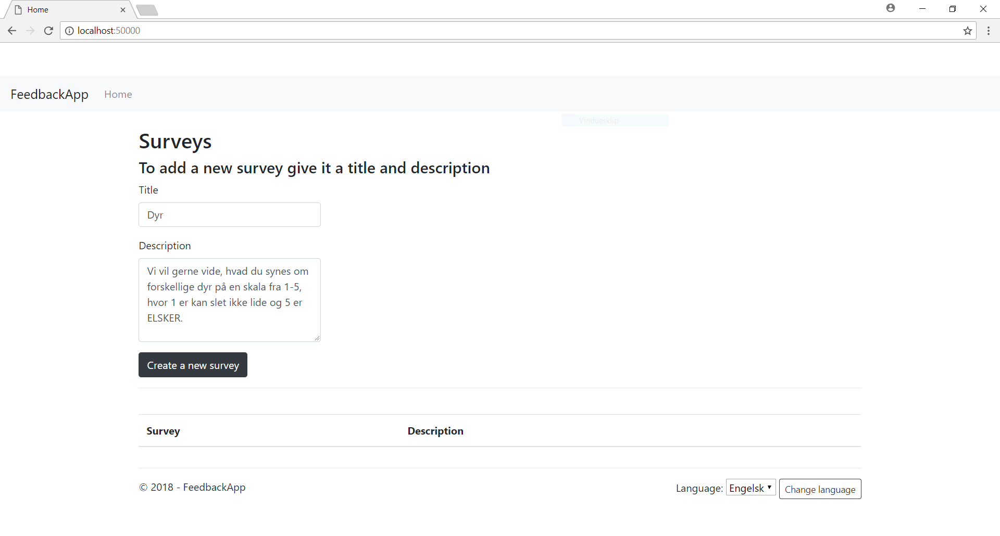 Home
localhost:50000
FeedbackApp Home
Vinduesklip
Surveys
To add a new survey give it a title and description
Title
Dyr
Description
Vi vil gerne vide, hvad du synes om
forskellige dyr på en skala fra 1-5,
hvor 1 er kan slet ikke lide og 5 er
ELSKER.
Create a new survey
Survey Description
© 2018 - FeedbackApp Language: Engelsk Change language